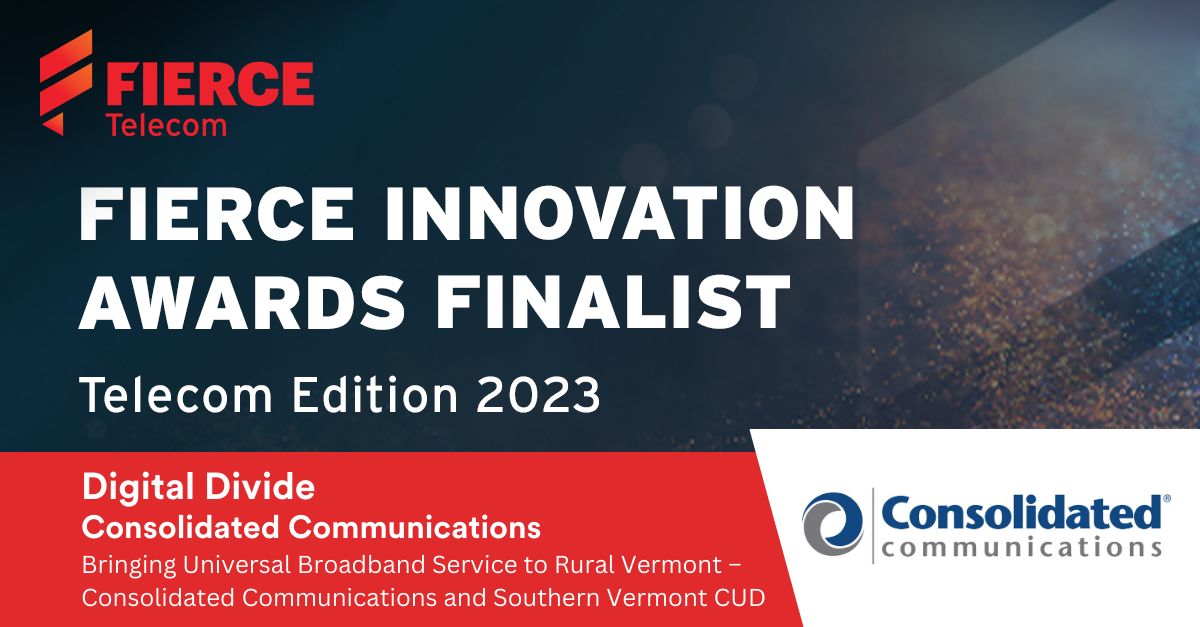 FIERCE
Telecom
FIERCE INNOVATION
AWARDS FINALIST
Telecom Edition 2023
Digital Divide
Consolidated Communications
Bringing Universal Broadband Service to Rural Vermont –
Consolidated Communications and Southern Vermont CUD
Consolidated®
communications